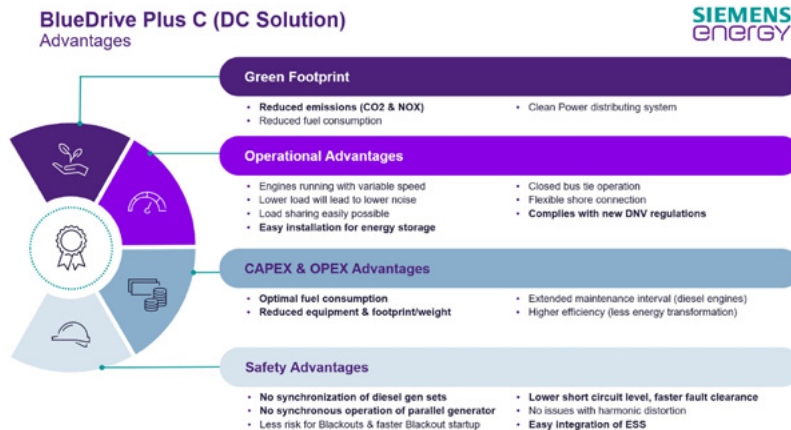 BlueDrive Plus C (DC Solution)
Advantages
SIEMENS
energy
Green Footprint
• Reduced emissions (CO2 & NOX)
• Reduced fuel consumption
• Clean Power distributing system
Operational Advantages
• Engines running with variable speed
• Lower load will lead to lower noise
• Load sharing easily possible
• Easy installation for energy storage
• Closed bus tie operation
• Flexible shore connection
• Complies with new DNV regulations
CAPEX & OPEX Advantages
• Optimal fuel consumption
• Reduced equipment & footprint/weight
• Extended maintenance interval (diesel engines)
• Higher efficiency (less energy transformation)
Safety Advantages
• No synchronization of diesel gen sets
• No synchronous operation of parallel generator
• Less risk for Blackouts & faster Blackout startup
• Lower short circuit level, faster fault clearance
• No issues with harmonic distortion
• Easy integration of ESS